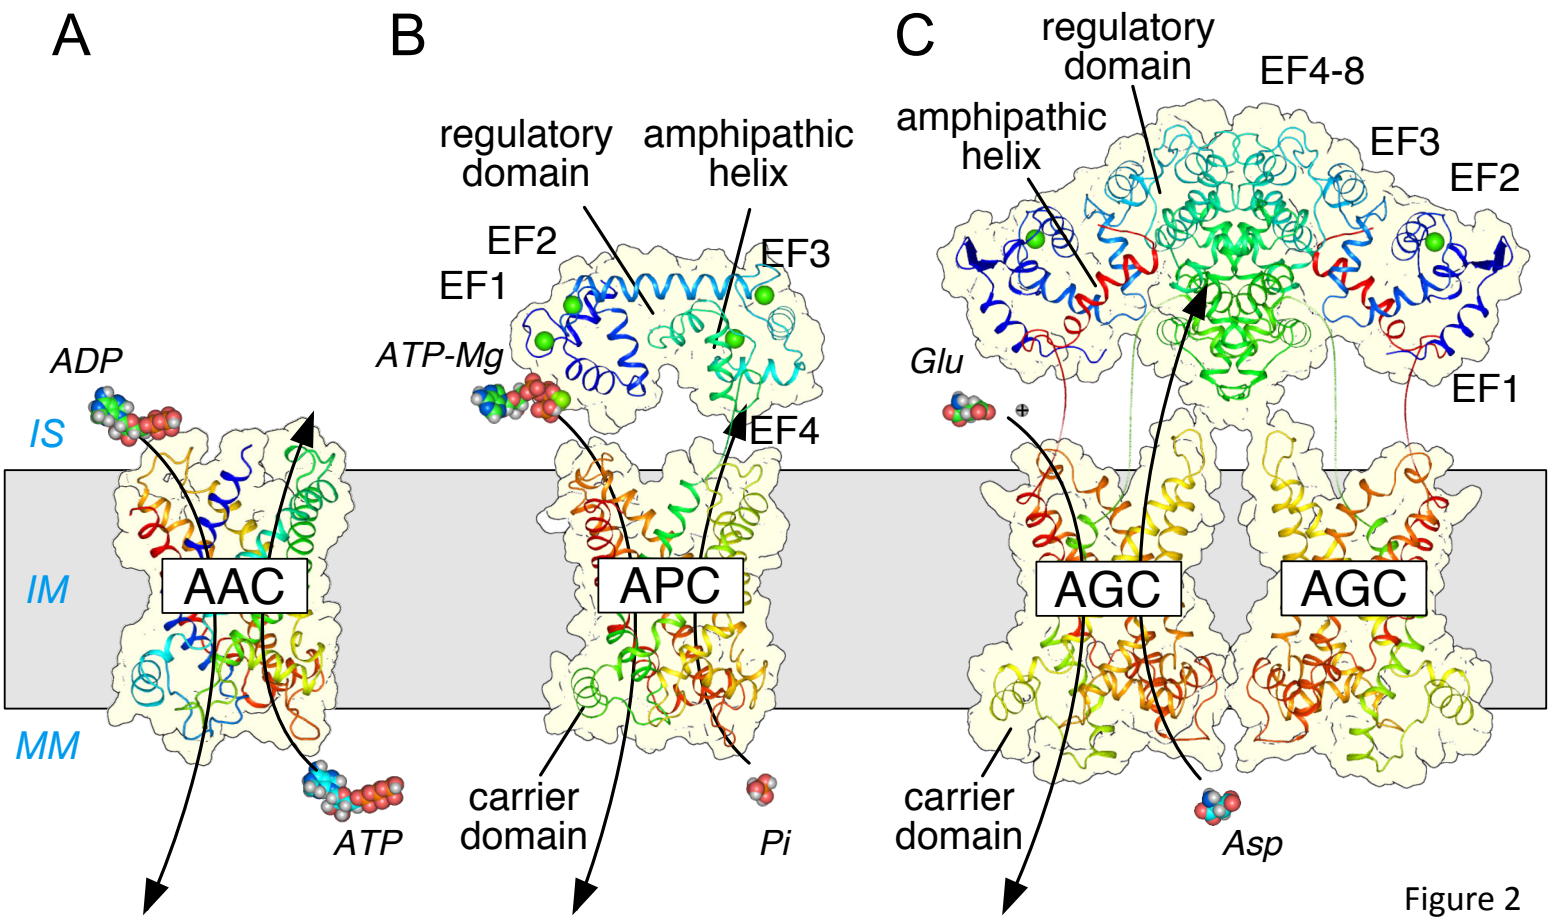 A
B
C
regulatory
domain
EF4-8
amphipathic
helix
EF3
EF2
regulatory
domain
amphipathic
helix
EF2
EF3
EF1
ADP
ATP-Mg
Glu
+
EF1
IS
EF4
IM
AAC
APC
AGC
AGC
MM
carrier
domain
carrier
domain
ATP
Pi
Asp
Figure 2